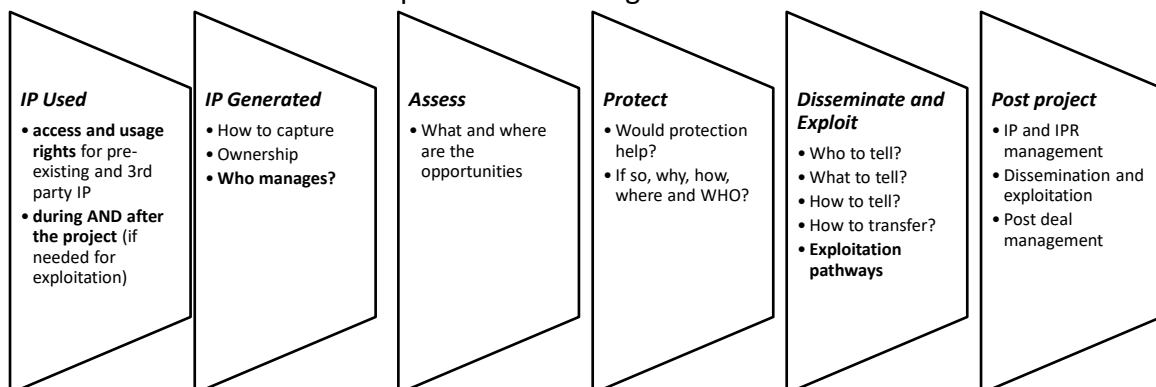 IP Used
• access and usage
rights for pre-
existing and 3rd
party IP
• during AND after
the project (if
needed for
exploitation)
IP Generated
• How to capture
• Ownership
• Who manages?
Assess
• What and where
are the
opportunities
Protect
• Would protection
help?
• If so, why, how,
where and WHO?
Disseminate and
Exploit
• Who to tell?
• What to tell?
• How to tell?
• How to transfer?
• Exploitation
pathways
Post project
• IP and IPR
management
• Dissemination and
exploitation
• Post deal
management